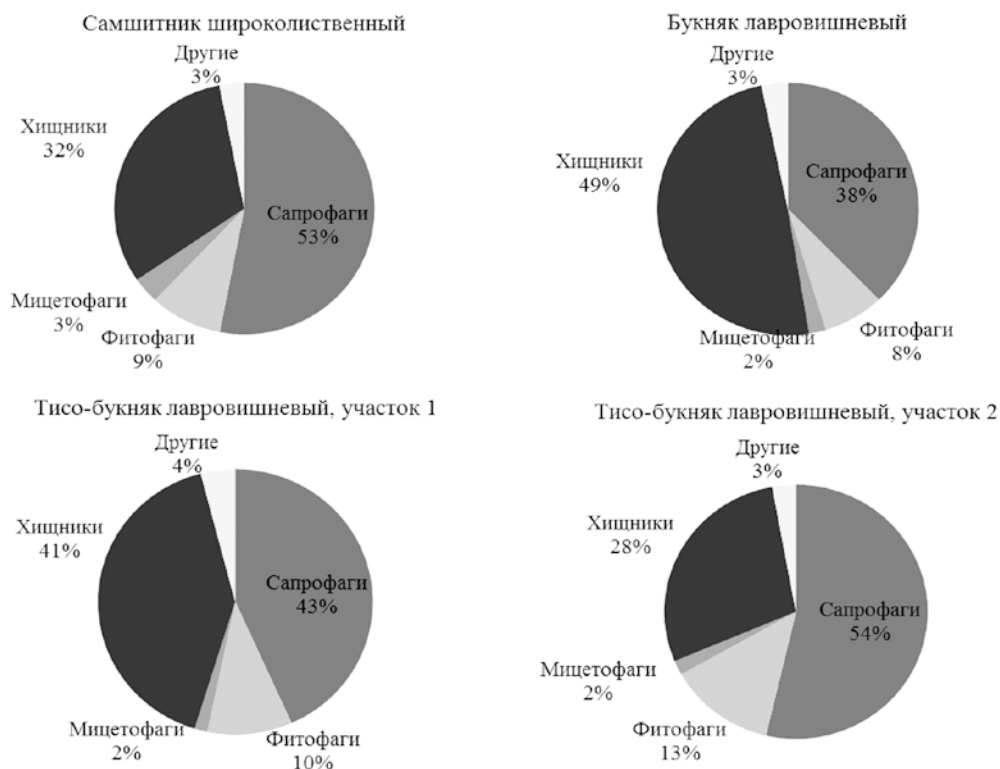 Самшитник широколиственный
Другие
3%
Хищники
32%
Сапрофаги
53%
Мицетофаги
3%
Фитофаги
9%
Букняк лавровишневый
Другие
3%
Хищники
49%
Сапрофаги
38%
Мицетофаги
2%
Фитофаги
8%
Тисо-букняк лавровишневый, участок 1
Другие
4%
Хищники
41%
Сапрофаги
43%
Мицетофаги
2%
Фитофаги
10%
Тисо-букняк лавровишневый, участок 2
Другие
3%
Хищники
28%
Сапрофаги
54%
Мицетофаги
2%
Фитофаги
13%